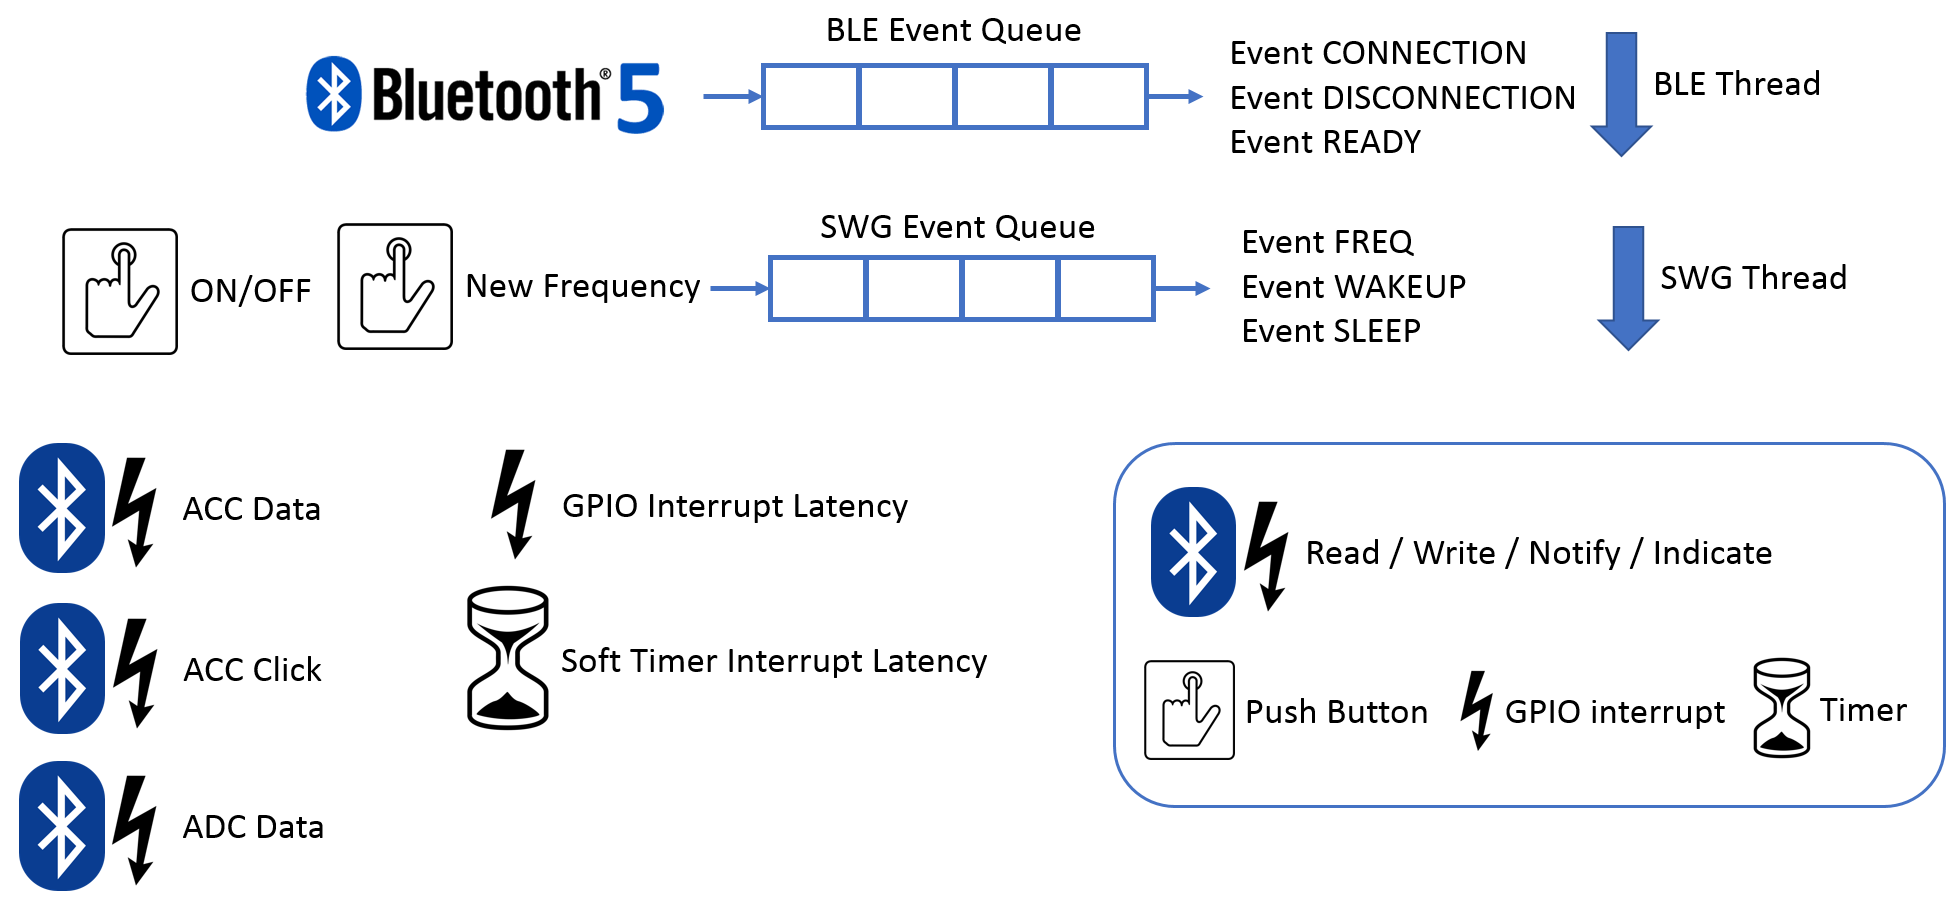 BLE Event Queue
Bluetooth® 5
Event CONNECTION
Event DISCONNECTION
Event READY
BLE Thread
ON/OFF
New Frequency
SWG Event Queue
Event FREQ
Event WAKEUP
Event SLEEP
SWG Thread
ACC Data
ACC Click
ADC Data
GPIO Interrupt Latency
Soft Timer Interrupt Latency
Read / Write / Notify / Indicate
Push Button
GPIO interrupt
Timer